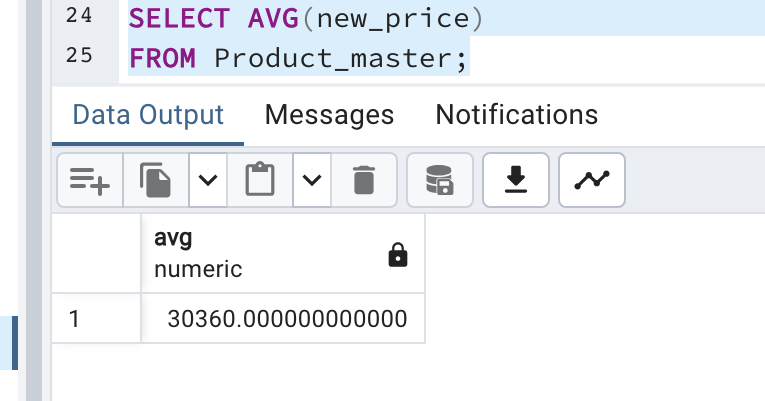 24 SELECT AVG(new_price)
25 FROM Product_master;
Data Output Messages Notifications
avg
numeric
1 30360.000000000000